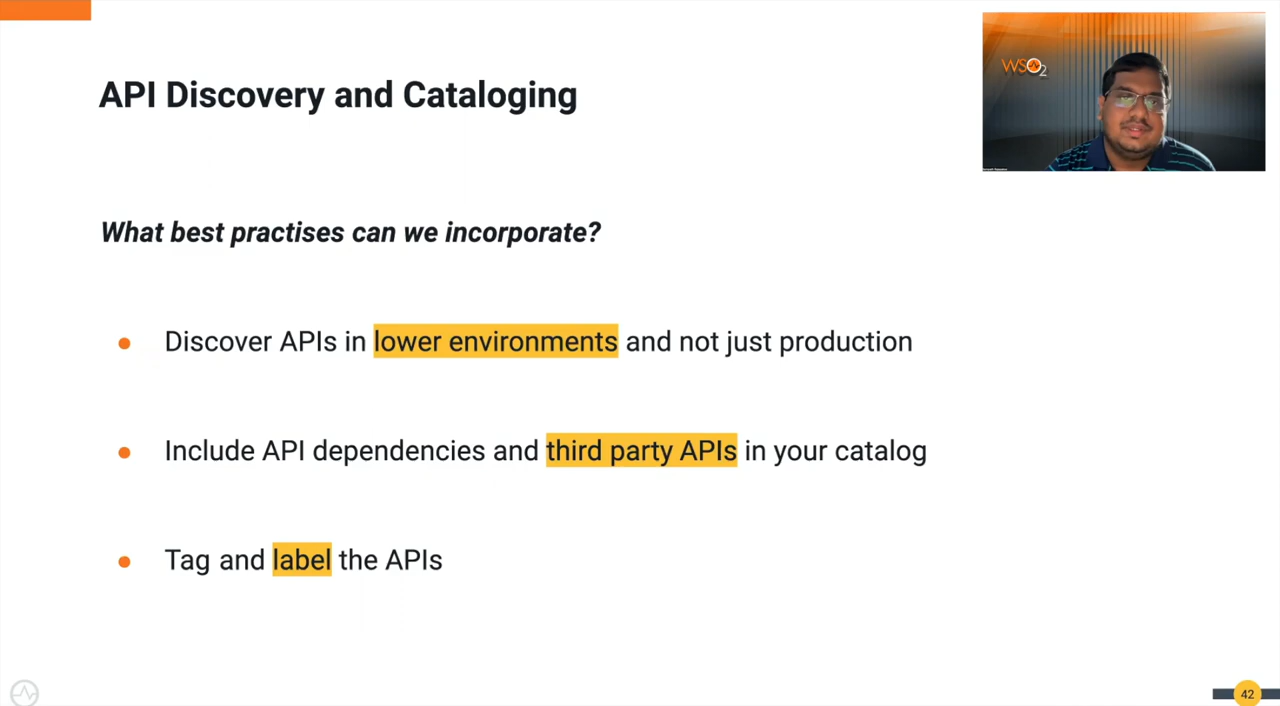 API Discovery and Cataloging
WSO2
What best practises can we incorporate?
Discover APIs in lower environments and not just production
Include API dependencies and third party APIs in your catalog
Tag and label the APIs
42